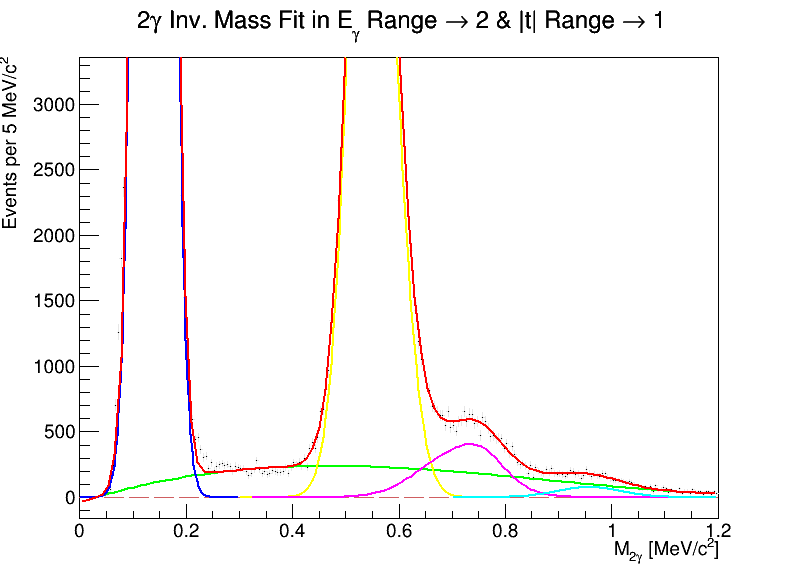 2γ Inv. Mass Fit in Eγ Range → 2 & |t| Range → 1
Events per 5 MeV/c²
3000
2500
2000
1500
1000
500
0
0 0.2 0.4 0.6 0.8 1 1.2
M2γ [MeV/c²]